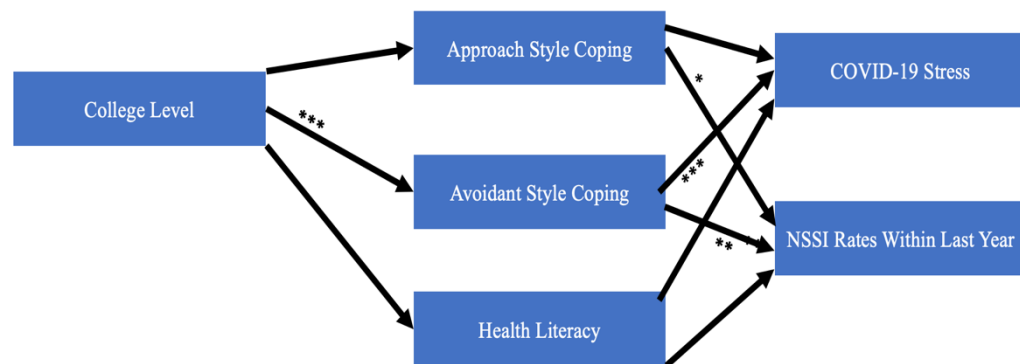 Approach Style Coping
COVID-19 Stress
College Level
*
***
***
Avoidant Style Coping
NSSI Rates Within Last Year
**
Health Literacy